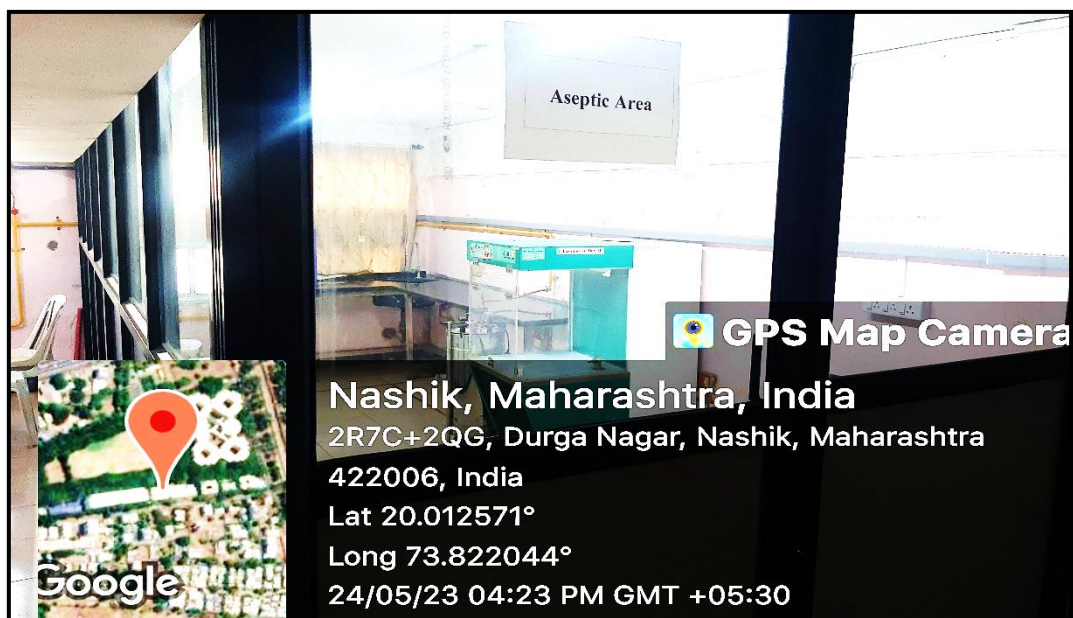 Aseptic Area
GPS Map Camera
Nashik, Maharashtra, India
2R7C+2QG, Durga Nagar, Nashik, Maharashtra
422006, India
Lat 20.012571°
Long 73.822044°
24/05/23 04:23 PM GMT +05:30
Google